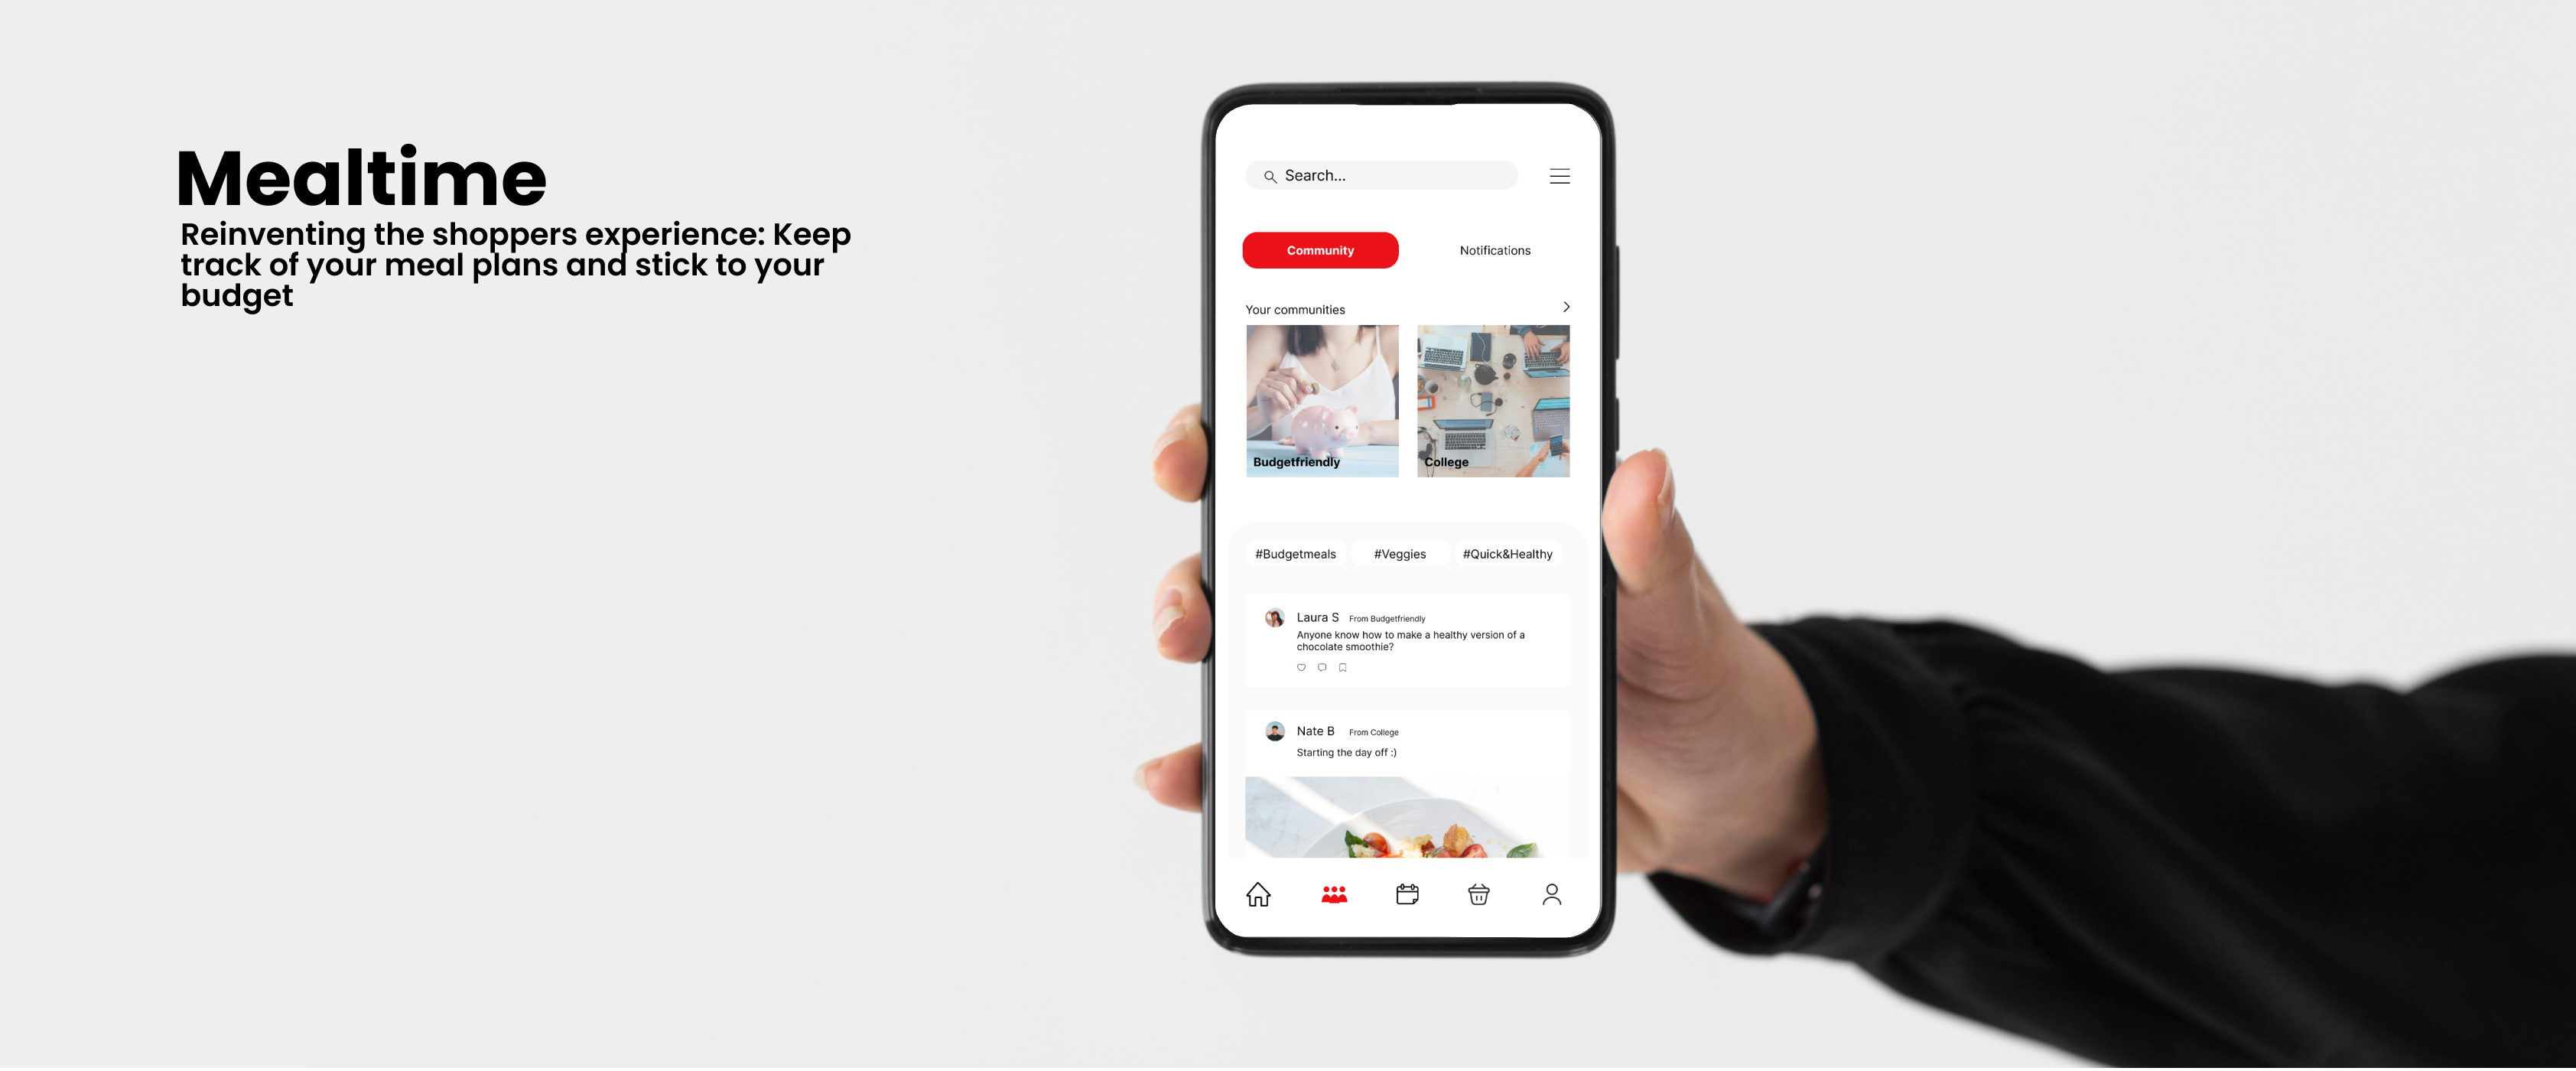 Mealtime
Reinventing the shoppers experience: Keep
track of your meal plans and stick to your
budget
Search...
Community
Notifications
Your communities
Budgetfriendly
College
#Budgetmeals
#Veggies
#Quick&Healthy
Laura S From Budgetfriendly
Anyone know how to make a healthy version of a
chocolate smoothie?
Nate B From College
Starting the day off :)